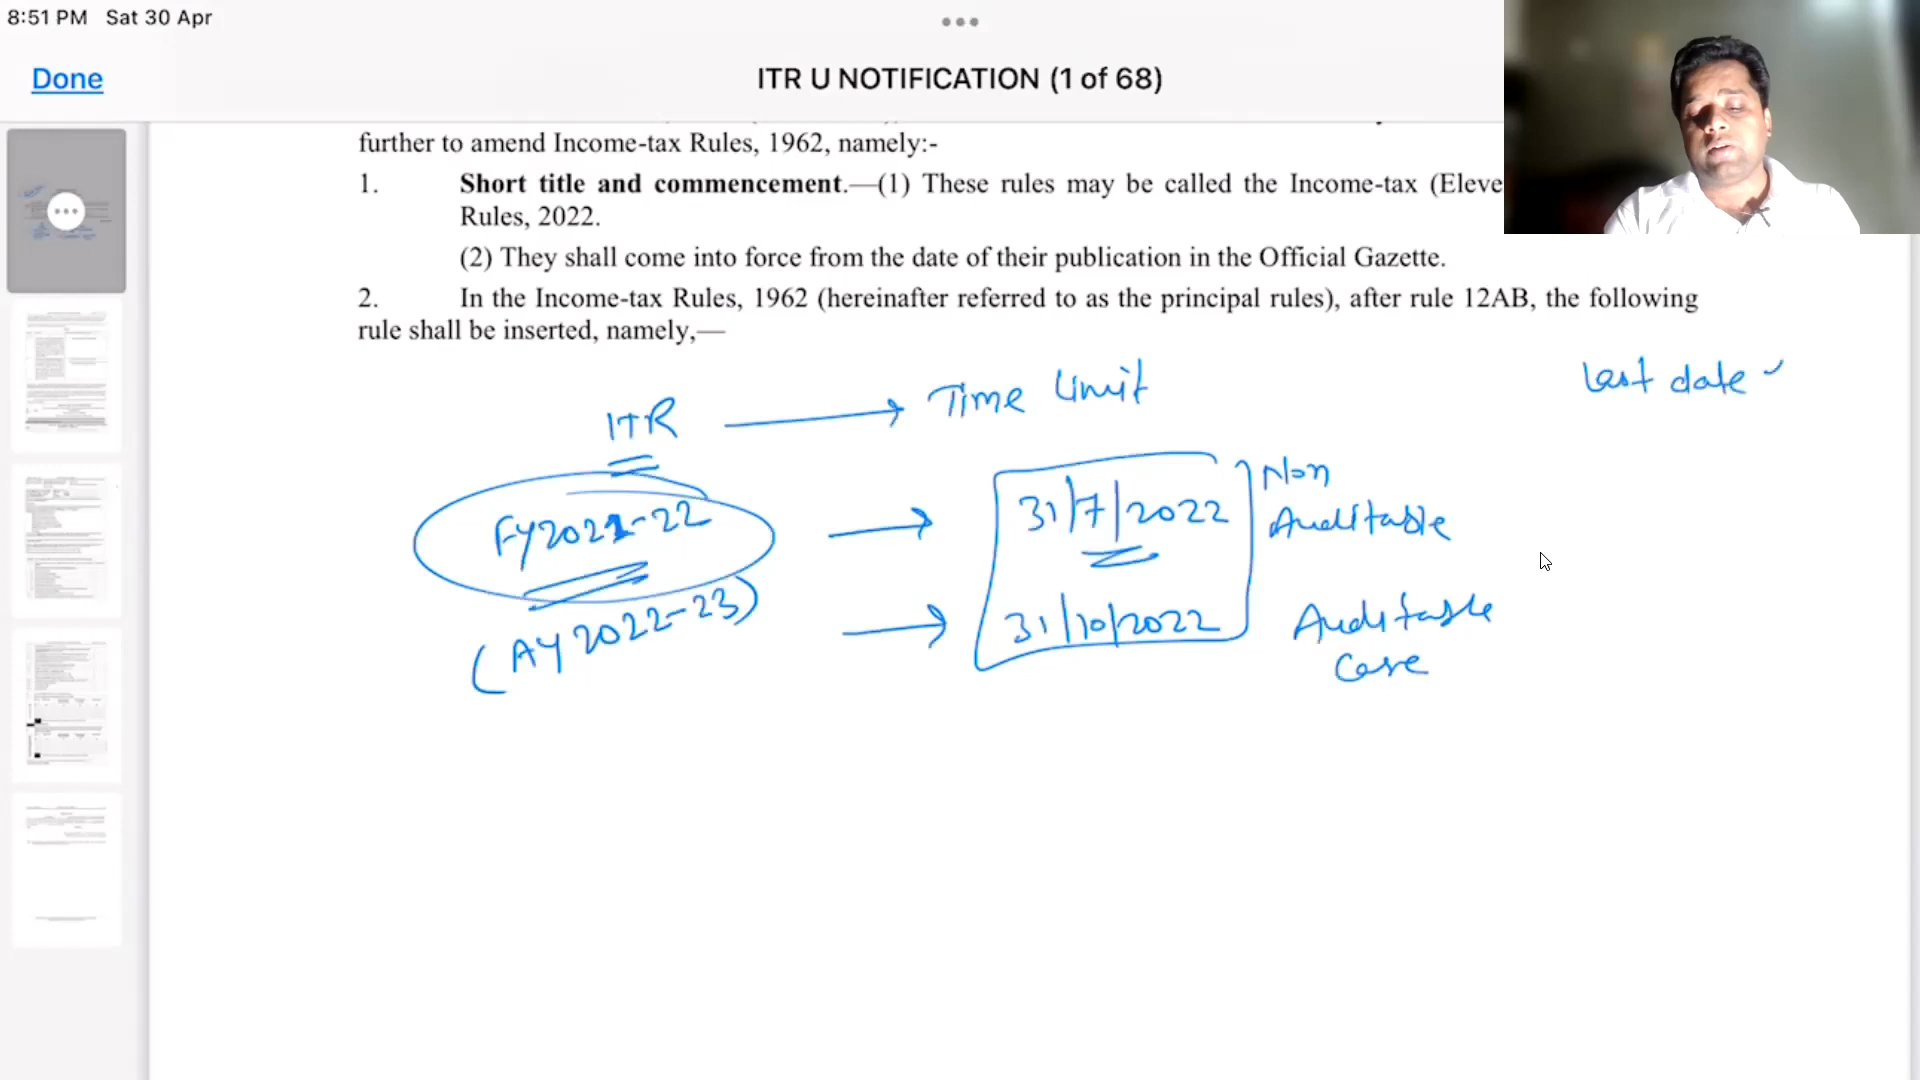 8:51 PM Sat 30 Apr
Done
ITR U NOTIFICATION (1 of 68)
further to amend Income-tax Rules, 1962, namely:-
1. Short title and commencement.—(1) These rules may be called the Income-tax (Eleve
Rules, 2022.
(2) They shall come into force from the date of their publication in the Official Gazette.
2. In the Income-tax Rules, 1962 (hereinafter referred to as the principal rules), after rule 12AB, the following
rule shall be inserted, namely,—
ITR Time Limit
Last date
FY2021-22 31/7/2022 Non
Auditable
(AY2022-23) 31/10/2022 Auditable
Case